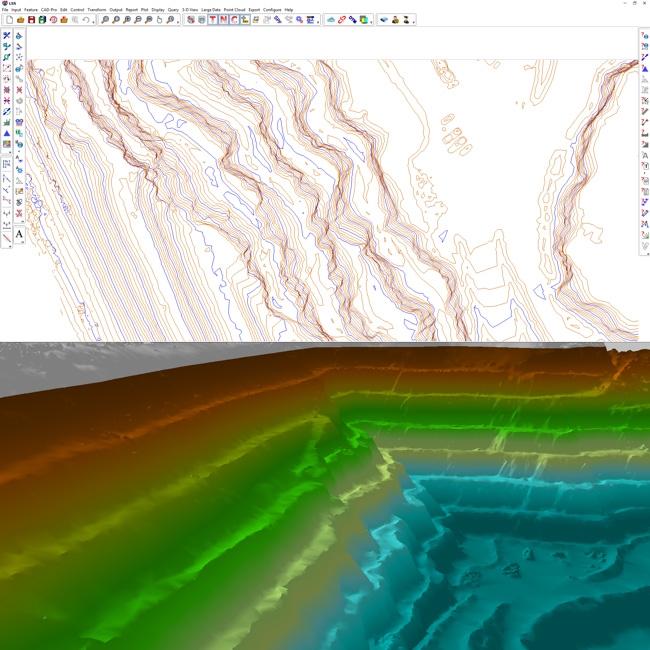 LSS
File Input Feature CAD-Pro Edit Control Transform Output Report Plot Display Query 3-D View Large Data Point Cloud Export Configure Help
A